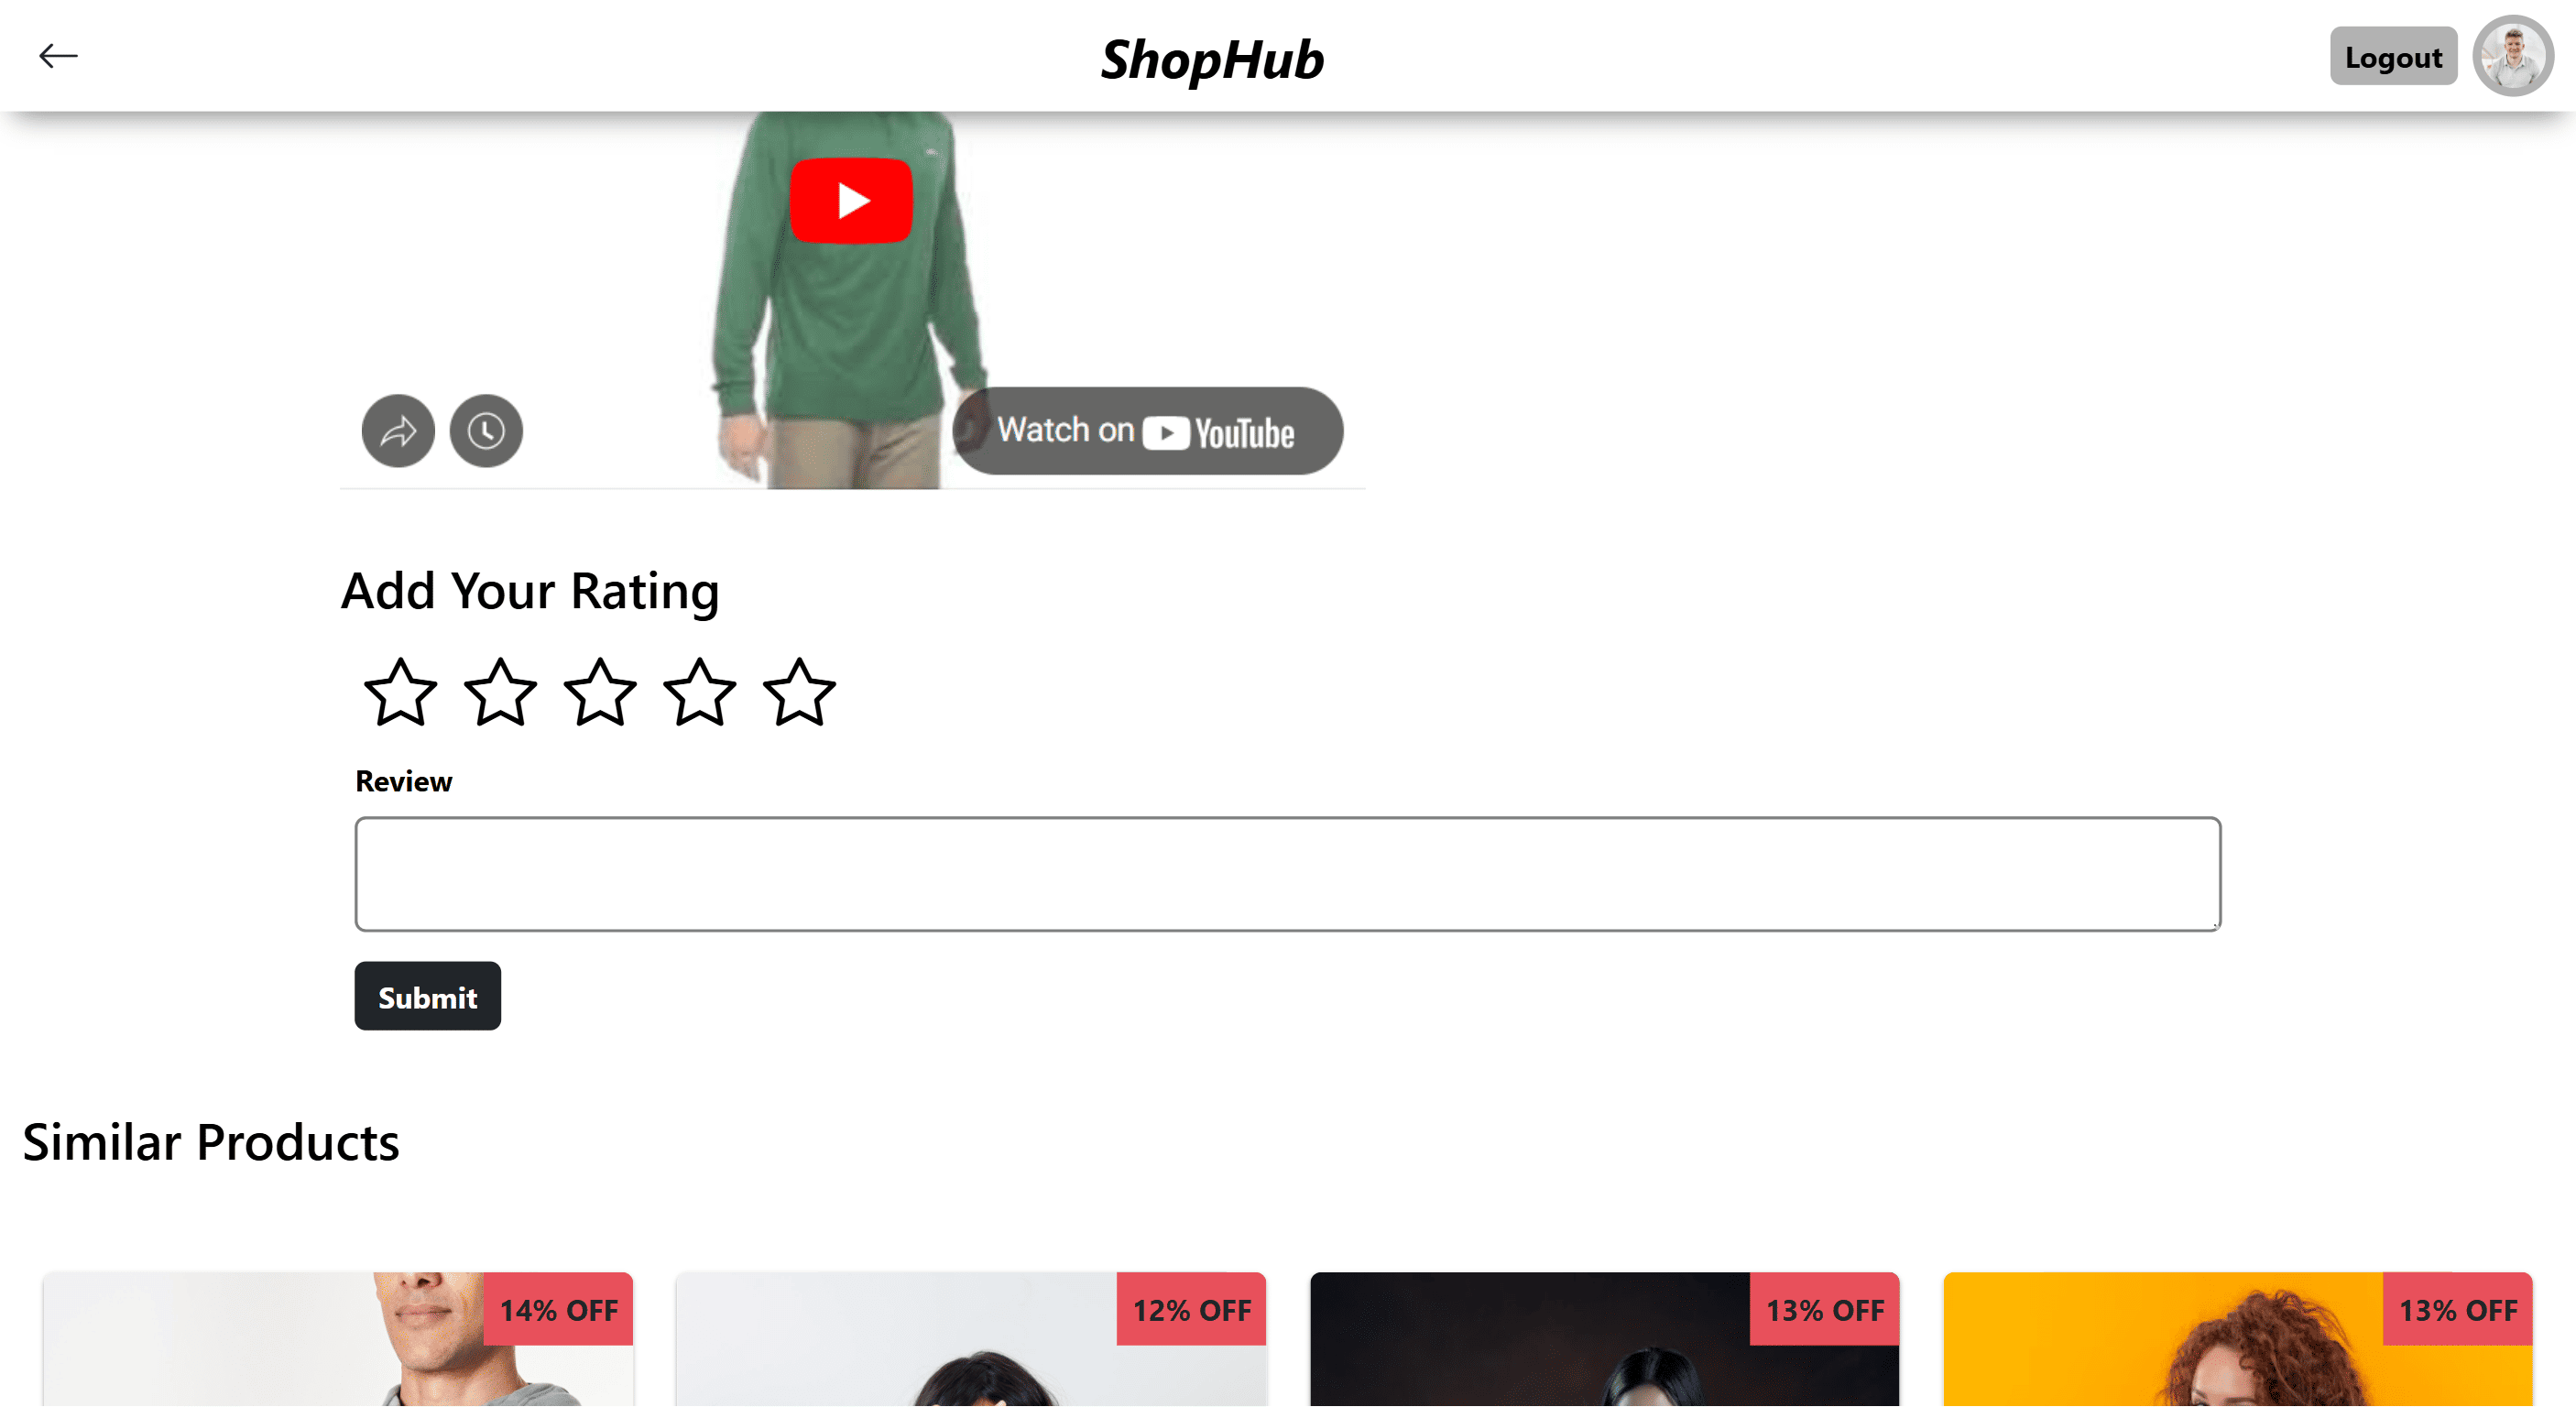 ShopHub
Logout
Watch on YouTube
Add Your Rating
Review
Submit
Similar Products
14% OFF
12% OFF
13% OFF
13% OFF